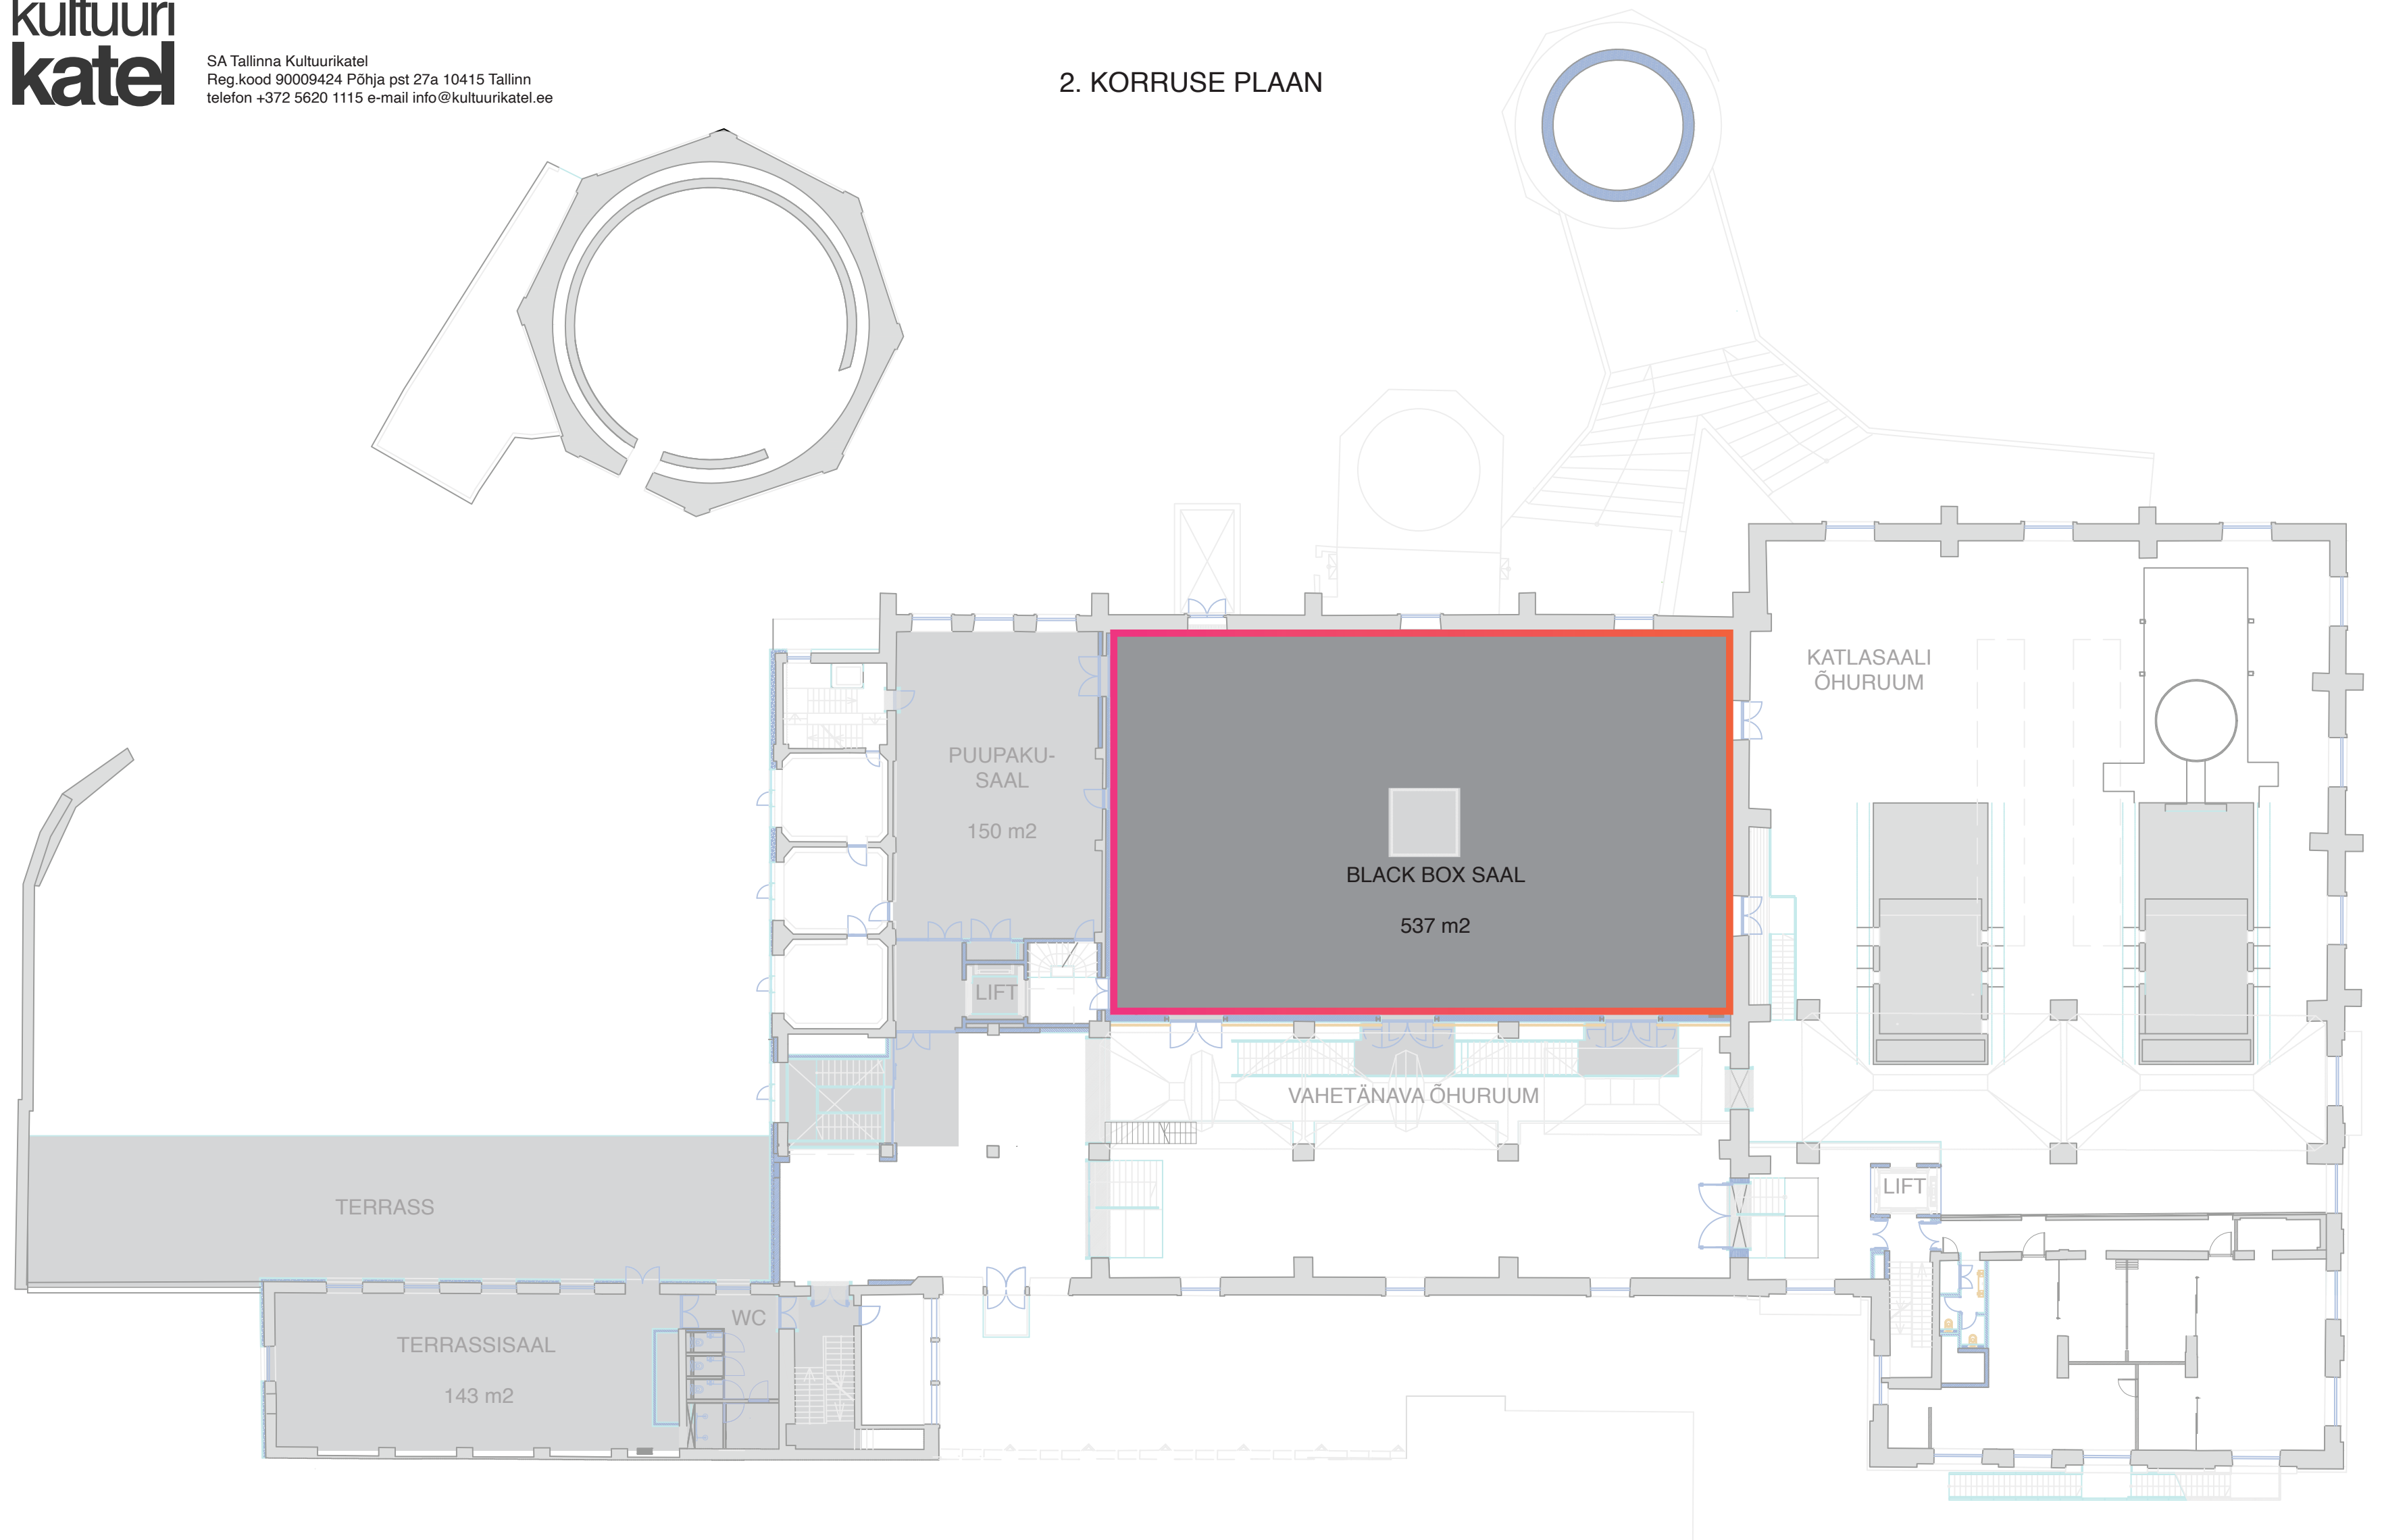 kultuuri
katel
SA Tallinna Kultuurikatel
Reg.kood 90009424 Põhja pst 27a 10415 Tallinn
telefon +372 5620 1115 e-mail info@kultuurikatel.ee
2. KORRUSE PLAAN
KATLASAALI
ÕHURUUM
PUUPAKU-
SAAL
150 m2
BLACK BOX SAAL
537 m2
LIFT
VAHETÄNAVA ÕHURUUM
TERRASS
LIFT
WC
TERRASSISAAL
143 m2